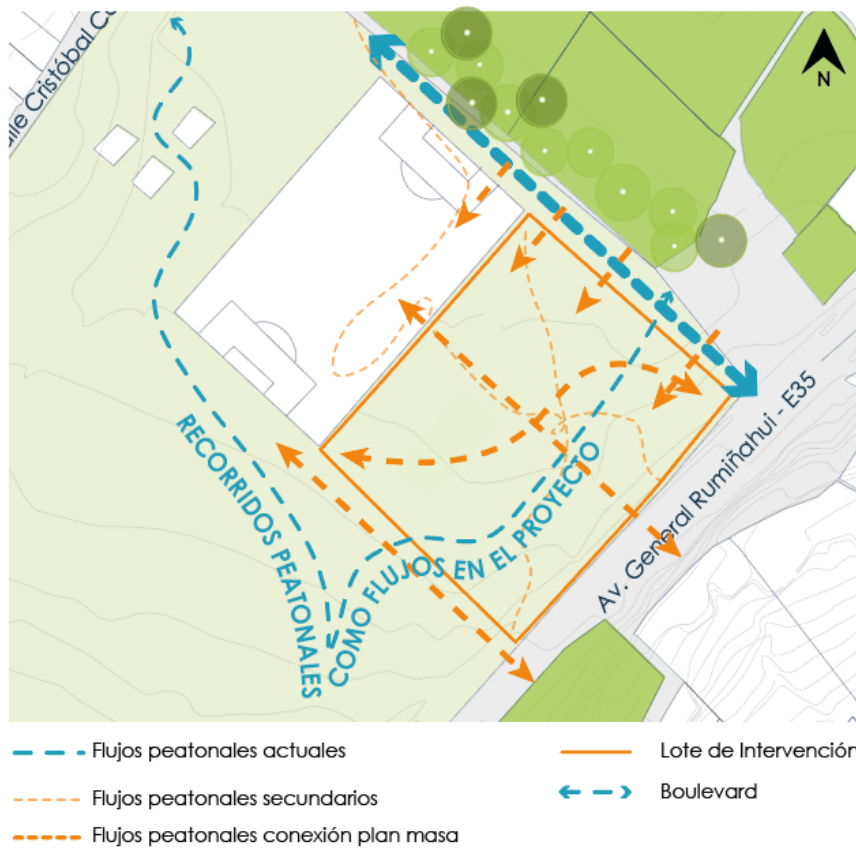 alle Cristóbal Co
N
RECORRIDOS PEATONALES
COMO FLUJOS EN EL PROYECTO
Av. General Rumiñahui - E35
Flujos peatonales actuales
Lote de Intervención
Flujos peatonales secundarios
Boulevard
Flujos peatonales conexión plan masa